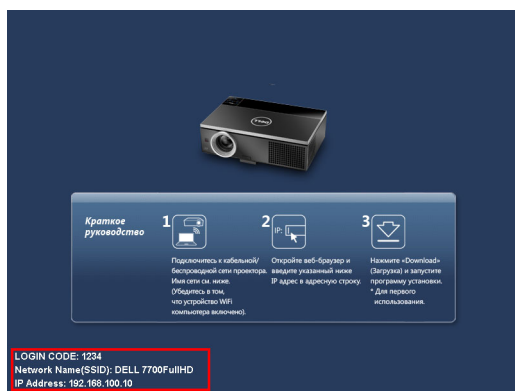 DELL
Краткое
руководство
1
2
IP:
3
Подключитесь к кабельной/
беспроводной сети проектора.
Имя сети см. ниже.
(Убедитесь в том,
что устройство WiFi
компьютера включено).
Откройте веб-браузер и
введите указанный ниже
IP адрес в адресную строку.
Нажмите «Download»
(Загрузка) и запустите
программу установки.
* Для первого
использования.
LOGIN CODE: 1234
Network Name(SSID): DELL 7700FullHD
IP Address: 192.168.100.10